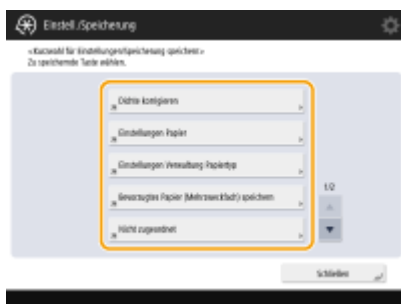 Einstell./Speicherung
<Kurzwahl für Einstellungen/Speicherung speichern>
Zu speichernde Taste wählen.
Dichte korrigieren
Einstellungen Papier
Einstellungen Verwaltung Papiertyp
Bevorzugtes Papier (Mehrzweckfach) speichern
Nicht zugeordnet
1/2
Schließen